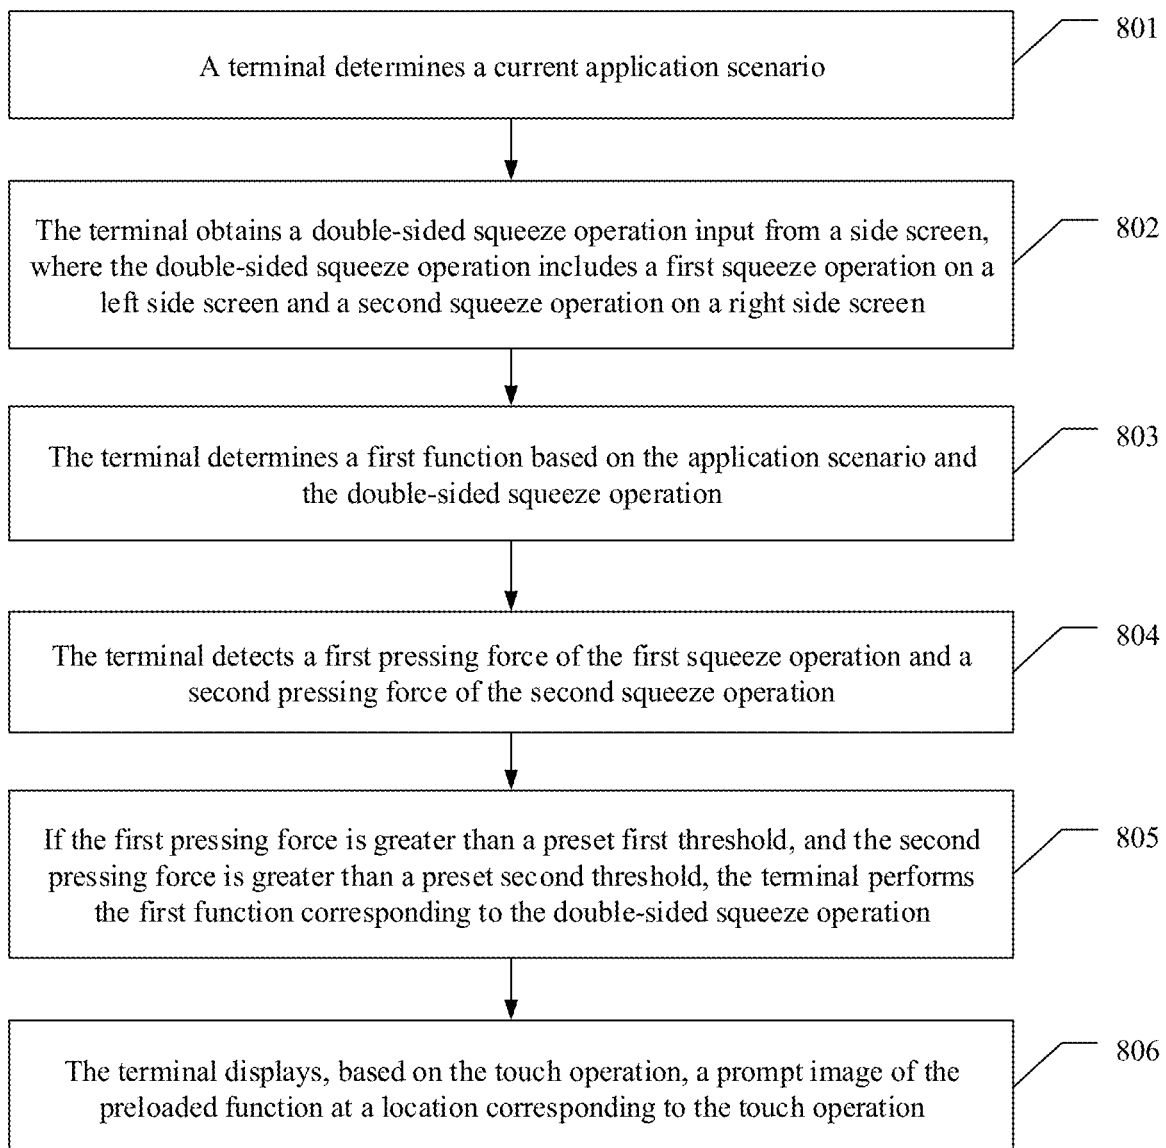 A terminal determines a current application scenario
801
The terminal obtains a double-sided squeeze operation input from a side screen,
where the double-sided squeeze operation includes a first squeeze operation on a
left side screen and a second squeeze operation on a right side screen
802
The terminal determines a first function based on the application scenario and
the double-sided squeeze operation
803
The terminal detects a first pressing force of the first squeeze operation and a
second pressing force of the second squeeze operation
804
If the first pressing force is greater than a preset first threshold, and the second
pressing force is greater than a preset second threshold, the terminal performs
the first function corresponding to the double-sided squeeze operation
805
The terminal displays, based on the touch operation, a prompt image of the
preloaded function at a location corresponding to the touch operation
806